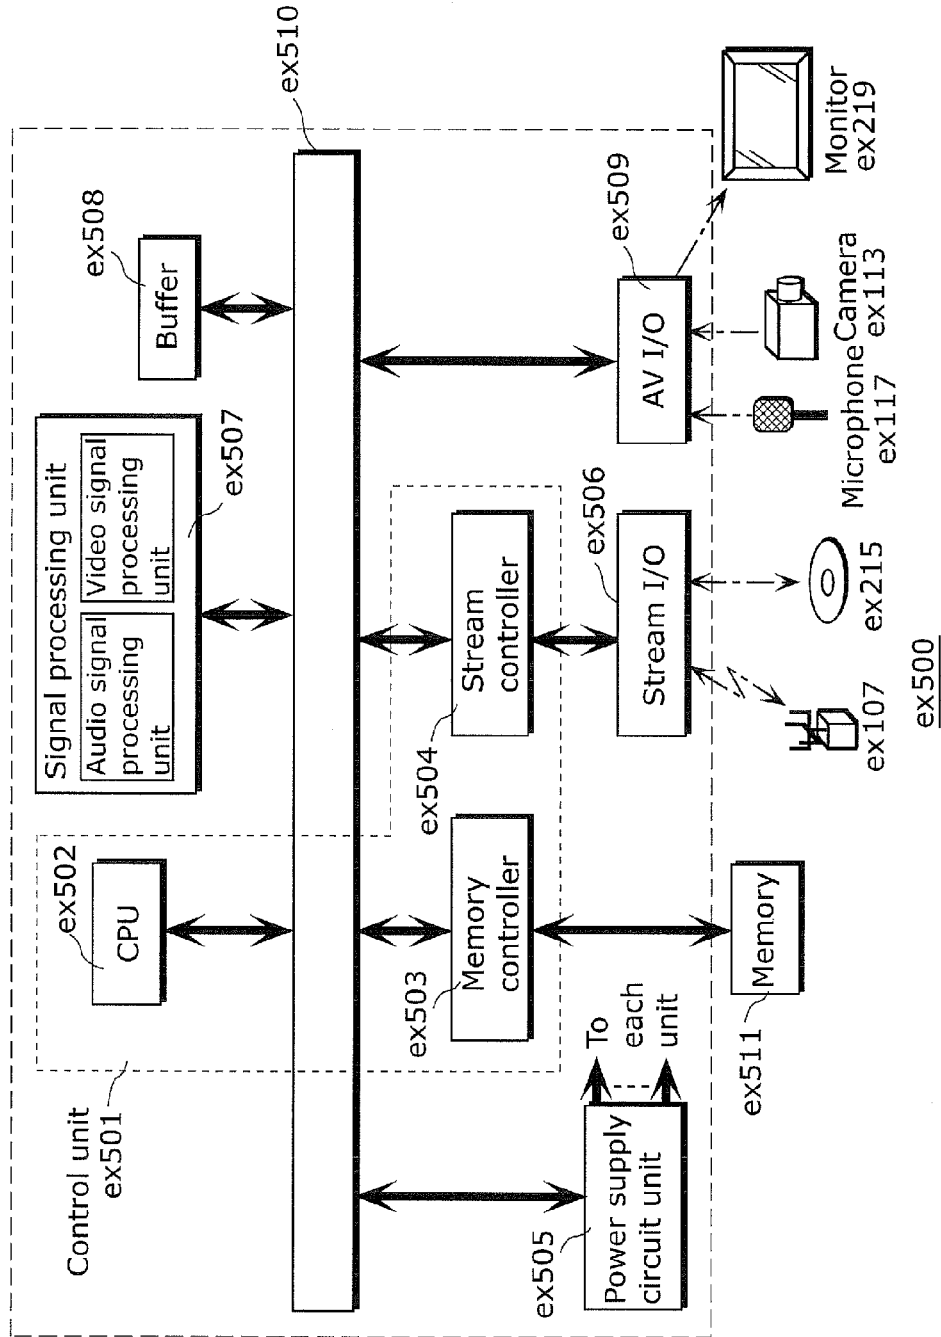 Control unit
ex501
ex502
CPU
Signal processing unit
Audio signal
processing
unit
Video signal
processing
unit
ex507
Buffer
ex508
ex510
ex503
Memory
controller
ex504
Stream
controller
ex505
Power supply
circuit unit
To
each
unit
ex506
Stream I/O
AV I/O
ex509
Memory
ex511
ex107
ex215
Microphone
ex117
Camera
ex113
Monitor
ex219
ex500